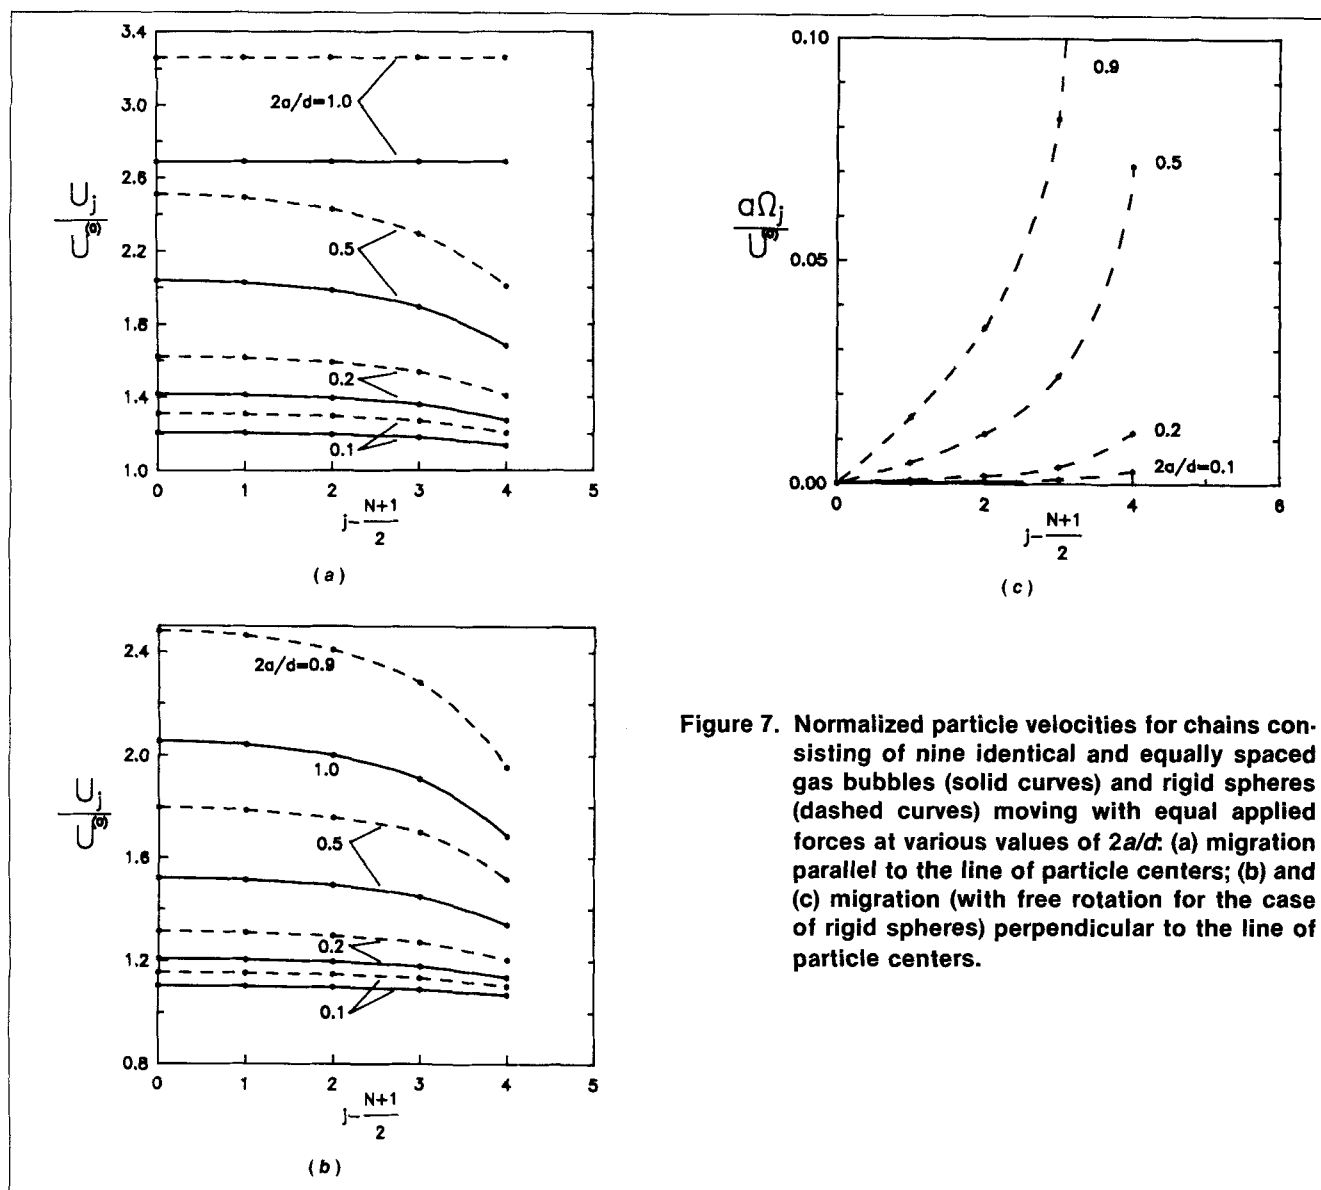 3.4
3.0
2.6
2.2
1.8
1.4
1.0
U_j
U^(0)
2a/d=1.0
0.5
0.2
0.1
0 1 2 3 4 5
j-N+1
2
(a)
0.10
0.05
0.00
aΩ_j
U^(0)
0.9
0.5
0.2
2a/d=0.1
0 2 4 6
j-N+1
2
(c)
2.4
2.0
1.6
1.2
0.8
U_j
U^(0)
2a/d=0.9
1.0
0.5
0.2
0.1
0 1 2 3 4 5
j-N+1
2
(b)
Figure 7. Normalized particle velocities for chains con-
sisting of nine identical and equally spaced
gas bubbles (solid curves) and rigid spheres
(dashed curves) moving with equal applied
forces at various values of 2a/d: (a) migration
parallel to the line of particle centers; (b) and
(c) migration (with free rotation for the case
of rigid spheres) perpendicular to the line of
particle centers.